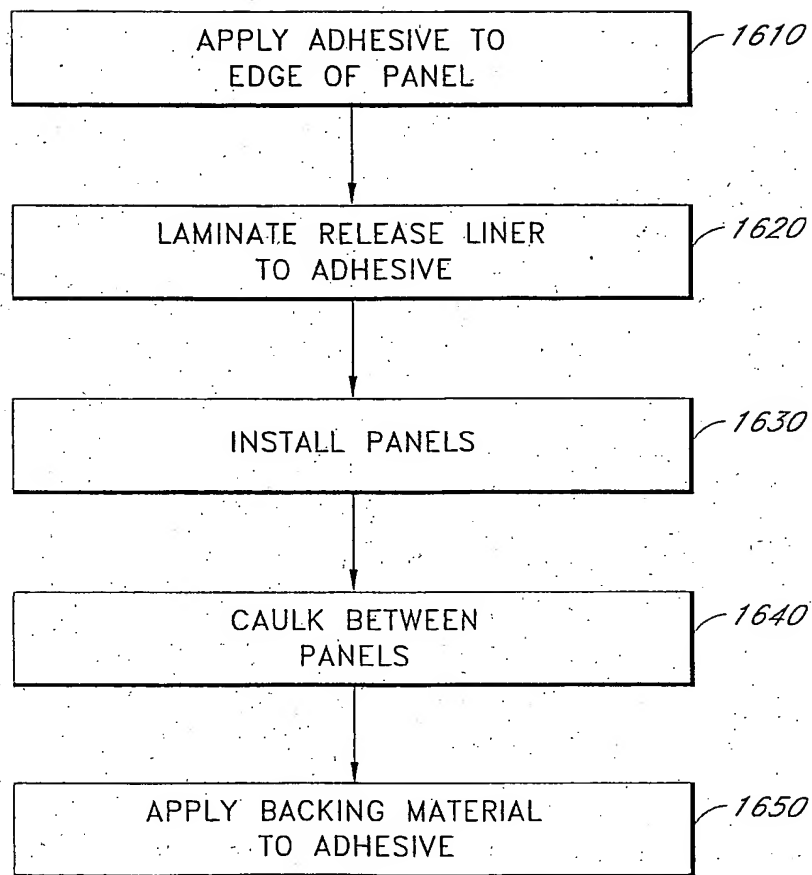 APPLY ADHESIVE TO
EDGE OF PANEL
1610
LAMINATE RELEASE LINER
TO ADHESIVE
1620
INSTALL PANELS
1630
CAULK BETWEEN
PANELS
1640
APPLY BACKING MATERIAL
TO ADHESIVE
1650